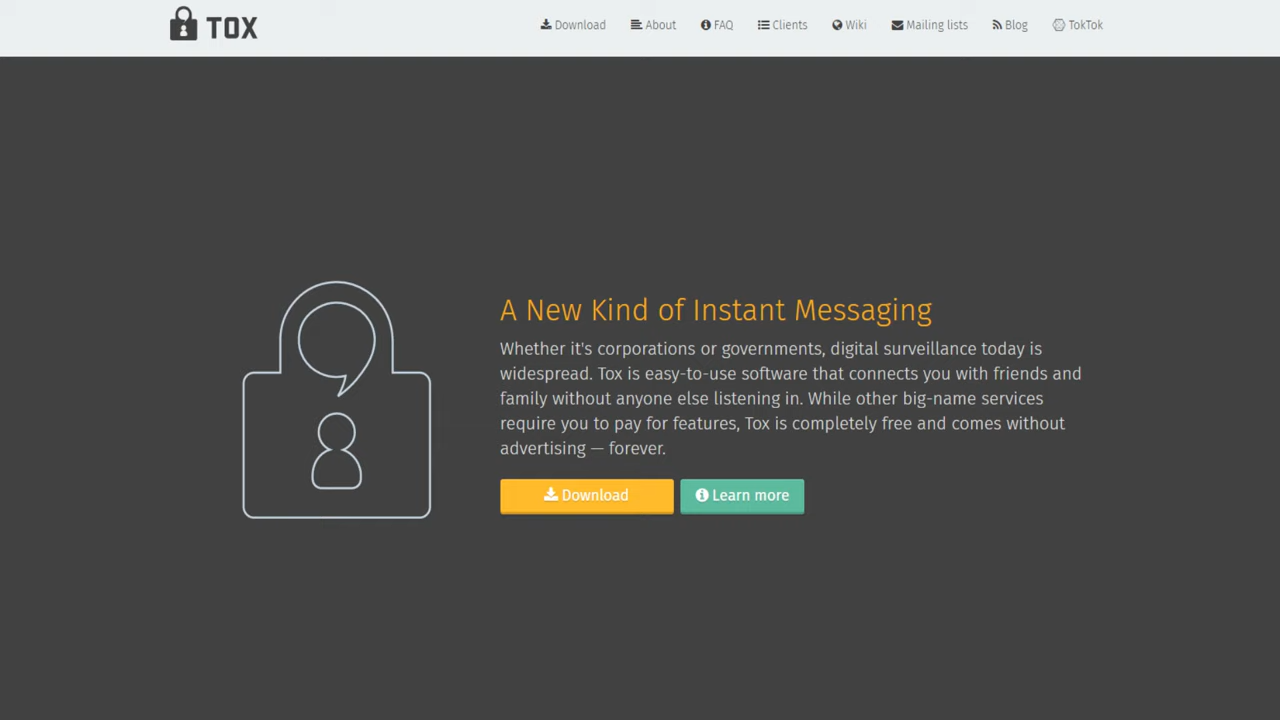 TOX
Download About FAQ Clients Wiki Mailing lists Blog TokTok
A New Kind of Instant Messaging
Whether it's corporations or governments, digital surveillance today is
widespread. Tox is easy-to-use software that connects you with friends and
family without anyone else listening in. While other big-name services
require you to pay for features, Tox is completely free and comes without
advertising — forever.
Download Learn more